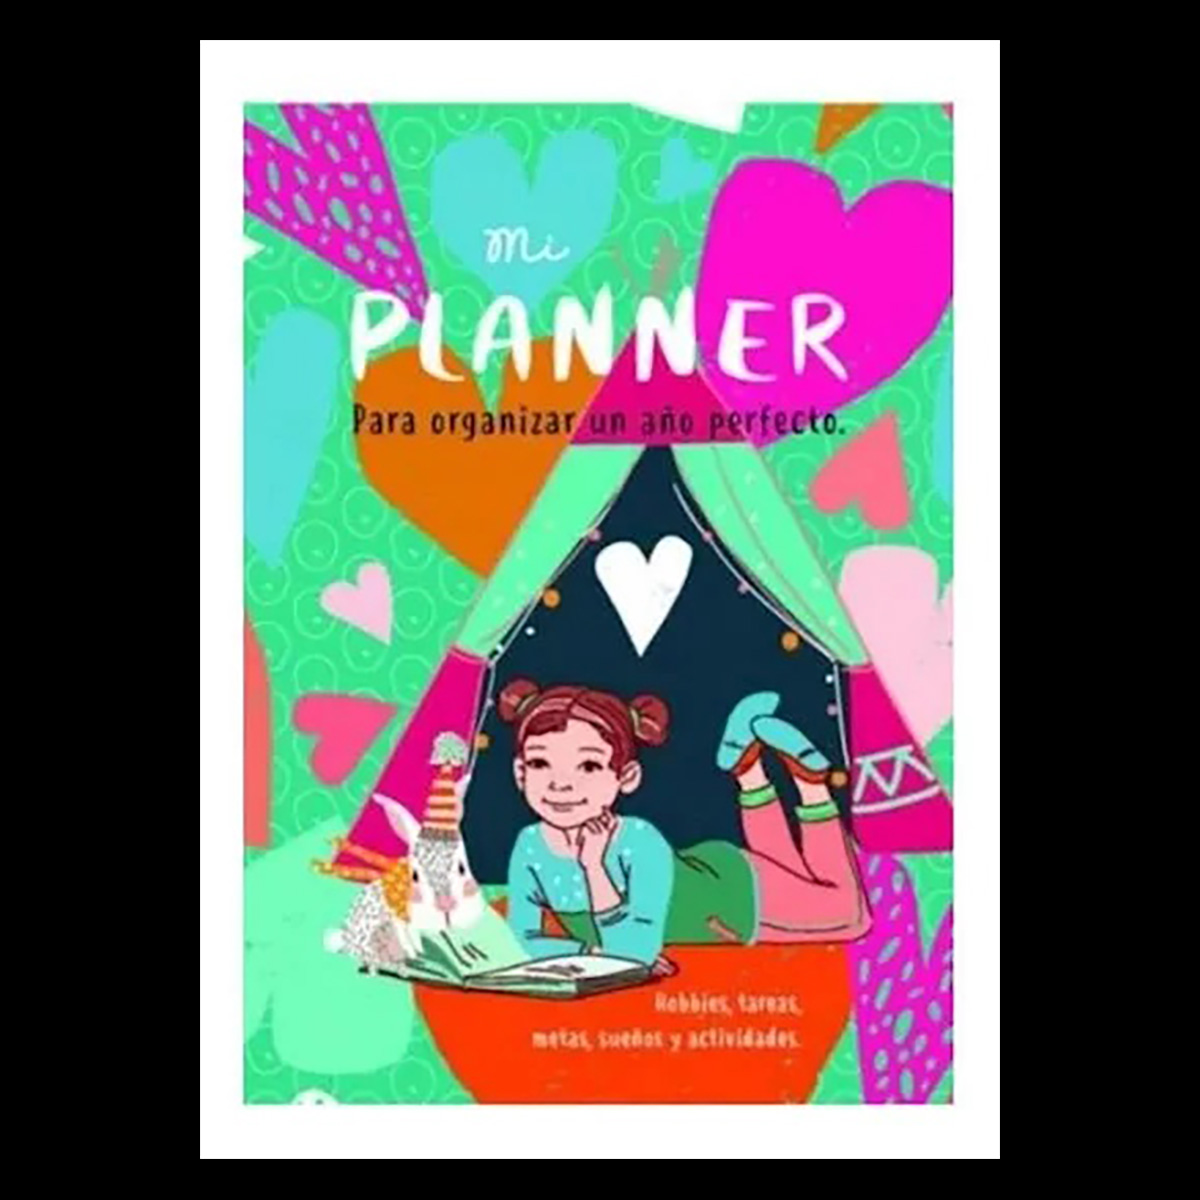 Mi
PLANNER
Para organizar un año perfecto.
Hobbies, tareas,
metas, sueños y actividades.